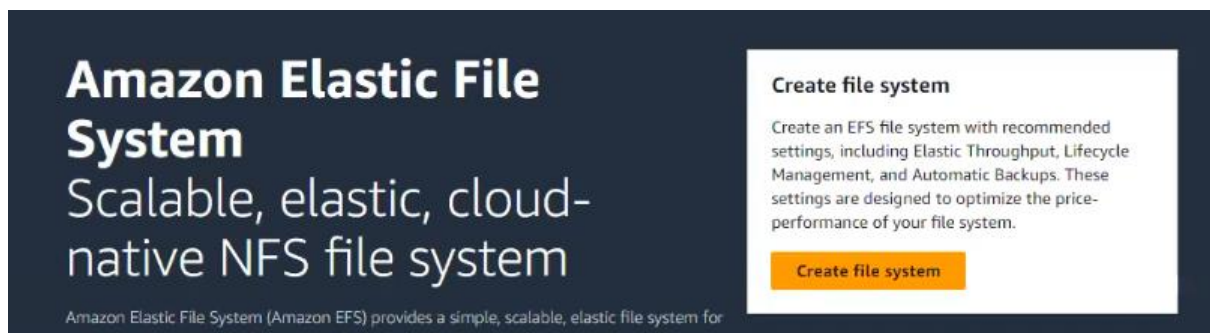 Amazon Elastic File
System
Scalable, elastic, cloud-
native NFS file system
Amazon Elastic File System (Amazon EFS) provides a simple, scalable, elastic file system for
Create file system
Create an EFS file system with recommended
settings, including Elastic Throughput, Lifecycle
Management, and Automatic Backups. These
settings are designed to optimize the price-
performance of your file system.
Create file system